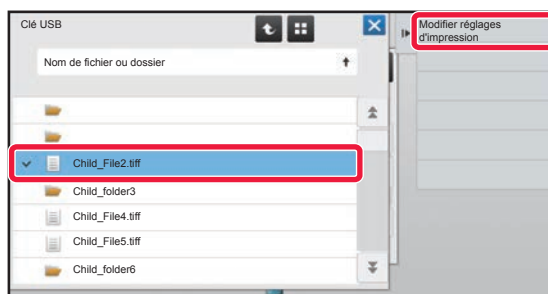 Clé USB
Modifier réglages
d'impression
Nom de fichier ou dossier
Child_File2.tiff
Child_folder3
Child_File4.tiff
Child_File5.tiff
Child_folder6